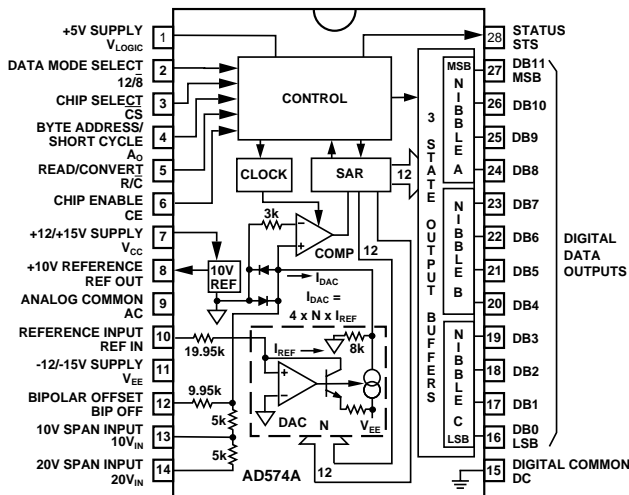 +5V SUPPLY
VLOGIC
1
DATA MODE SELECT
12/8
2
CHIP SELECT
CS
3
BYTE ADDRESS/
SHORT CYCLE
AO
4
READ/CONVERT
R/C
5
CHIP ENABLE
CE
6
+12/+15V SUPPLY
VCC
7
+10V REFERENCE
REF OUT
8
ANALOG COMMON
AC
9
REFERENCE INPUT
REF IN
10
-12/-15V SUPPLY
VEE
11
BIPOLAR OFFSET
BIP OFF
12
10V SPAN INPUT
10VIN
13
20V SPAN INPUT
20VIN
14
CONTROL
CLOCK
SAR
12
3k
COMP
12
10V
REF
IDAC
IDAC =
4 x N x IREF
19.95k
IREF
8k
9.95k
5k
5k
DAC
N
VEE
12
AD574A
3 STATE OUTPUT BUFFERS
MSB
NIBBLE A
NIBBLE B
NIBBLE C
LSB
28
STATUS
STS
27
DB11
MSB
26
DB10
25
DB9
24
DB8
23
DB7
22
DB6
21
DB5
20
DB4
19
DB3
18
DB2
17
DB1
16
DB0
LSB
15
DIGITAL COMMON
DC
DIGITAL
DATA
OUTPUTS